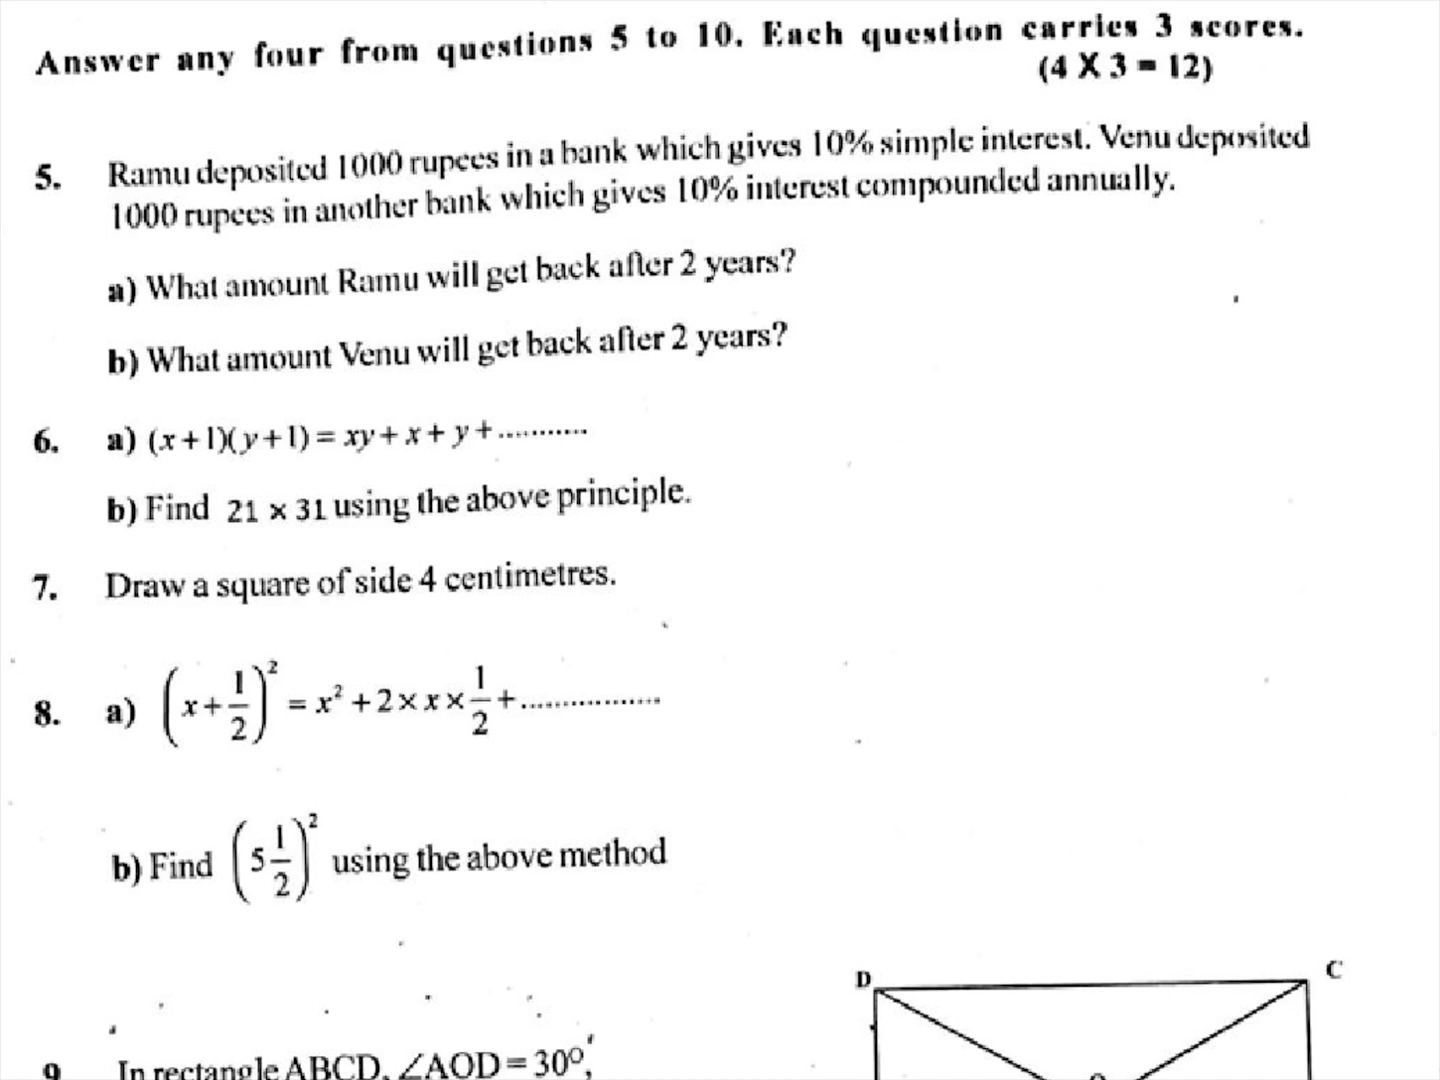 Answer any four from questions 5 to 10. Each question carries 3 scores.
(4 X 3 = 12)
5. Ramu deposited 1000 rupees in a bank which gives 10% simple interest. Venu deposited
1000 rupees in another bank which gives 10% interest compounded annually.
a) What amount Ramu will get back after 2 years?
b) What amount Venu will get back after 2 years?
6. a) (x+1)(y+1) = xy + x + y + ...........
b) Find 21 × 31 using the above principle.
7. Draw a square of side 4 centimetres.
8. a) (x + 1/2)² = x² + 2 × x × 1/2 + .................
b) Find (5 1/2)² using the above method
D C
9 In rectangle ABCD, ∠AOD = 30°,